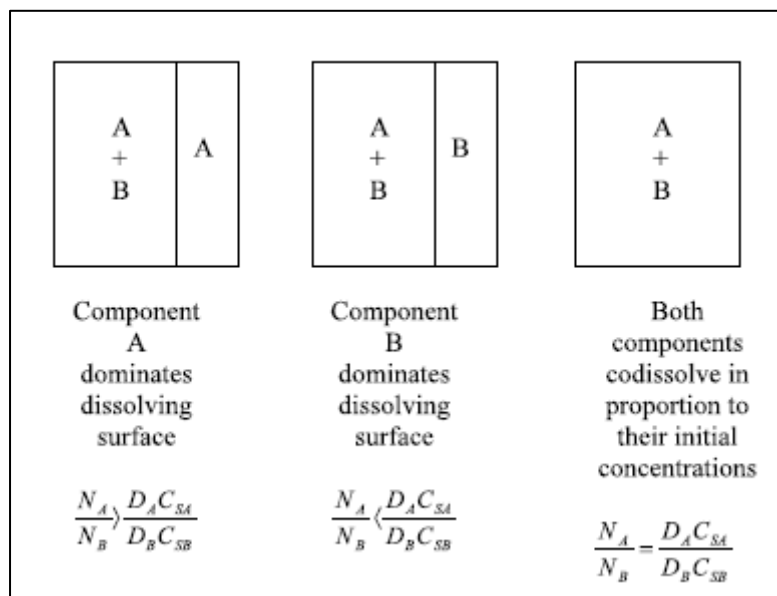 A
+
B
A
A
+
B
B
A
+
B
Component
A
dominates
dissolving
surface
N_A/N_B 〉 D_A C_SA/D_B C_SB
Component
B
dominates
dissolving
surface
N_A/N_B 〈 D_A C_SA/D_B C_SB
Both
components
codissolve in
proportion to
their initial
concentrations
N_A/N_B = D_A C_SA/D_B C_SB